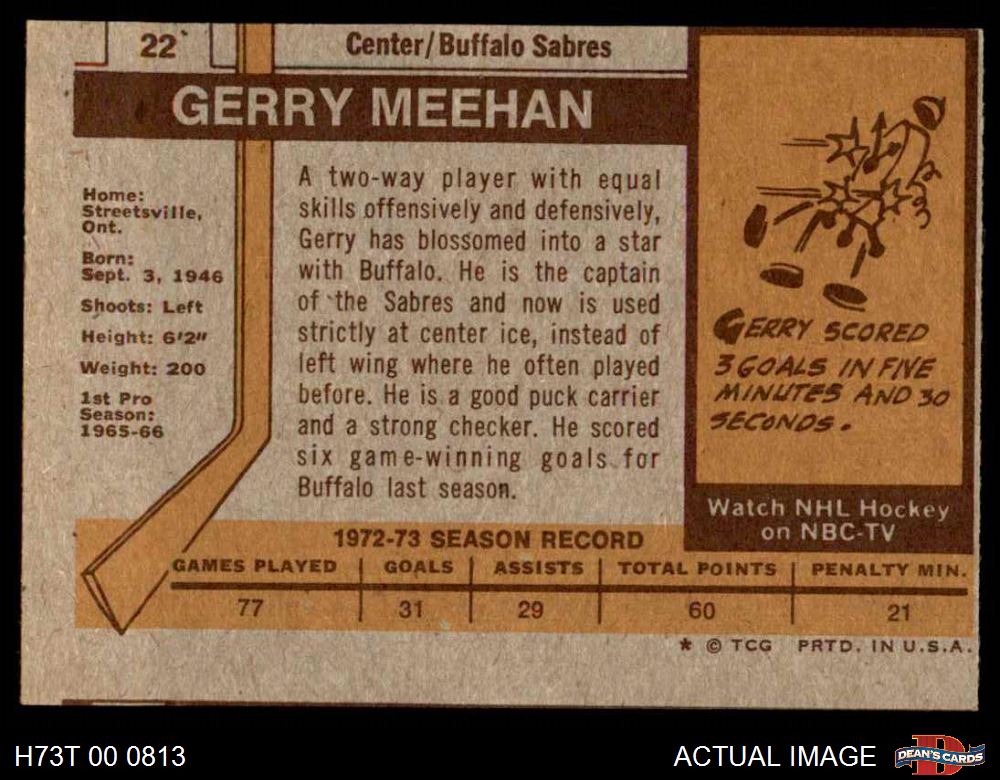 22
Center/Buffalo Sabres
GERRY MEEHAN
Home:
Streetsville,
Ont.
Born:
Sept. 3, 1946
Shoots: Left
Height: 6'2"
Weight: 200
1st Pro
Season:
1965-66
A two-way player with equal
skills offensively and defensively,
Gerry has blossomed into a star
with Buffalo. He is the captain
of the Sabres and now is used
strictly at center ice, instead of
left wing where he often played
before. He is a good puck carrier
and a strong checker. He scored
six game-winning goals for
Buffalo last season.
GERRY SCORED
3 GOALS IN FIVE
MINUTES AND 30
SECONDS.
Watch NHL Hockey
on NBC-TV
1972-73 SEASON RECORD
GAMES PLAYED | GOALS | ASSISTS | TOTAL POINTS | PENALTY MIN.
77 | 31 | 29 | 60 | 21
* © TCG PRTD. IN U.S.A.
H73T 00 0813
ACTUAL IMAGE
DEAN'S CARDS